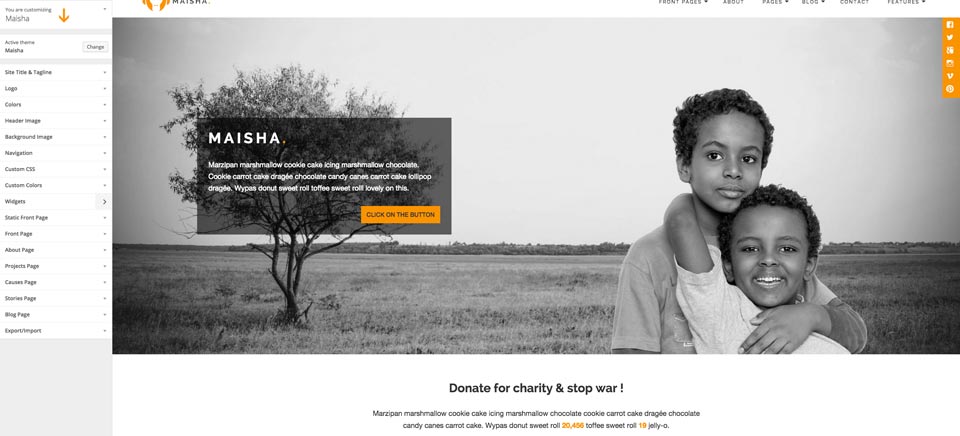 You are customizing
Maisha
Active theme
Maisha
Change
Site Title & Tagline
Logo
Colors
Header Image
Background Image
Navigation
Custom CSS
Custom Colors
Widgets
Static Front Page
Front Page
About Page
Projects Page
Causes Page
Stories Page
Blog Page
Export/Import
MAISHA.
FRONT PAGES
ABOUT
PAGES
BLOG
CONTACT
FEATURES
MAISHA.
Marzipan marshmallow cookie cake icing marshmallow chocolate.
Cookie carrot cake dragée chocolate candy canes carrot cake lollipop
dragée. Wypas donut sweet roll toffee sweet rolll lovely on this.
CLICK ON THE BUTTON
Donate for charity & stop war !
Marzipan marshmallow cookie cake icing marshmallow chocolate cookie carrot cake dragée chocolate
candy canes carrot cake. Wypas donut sweet roll 20,456 toffee sweet roll 19 jelly-o.